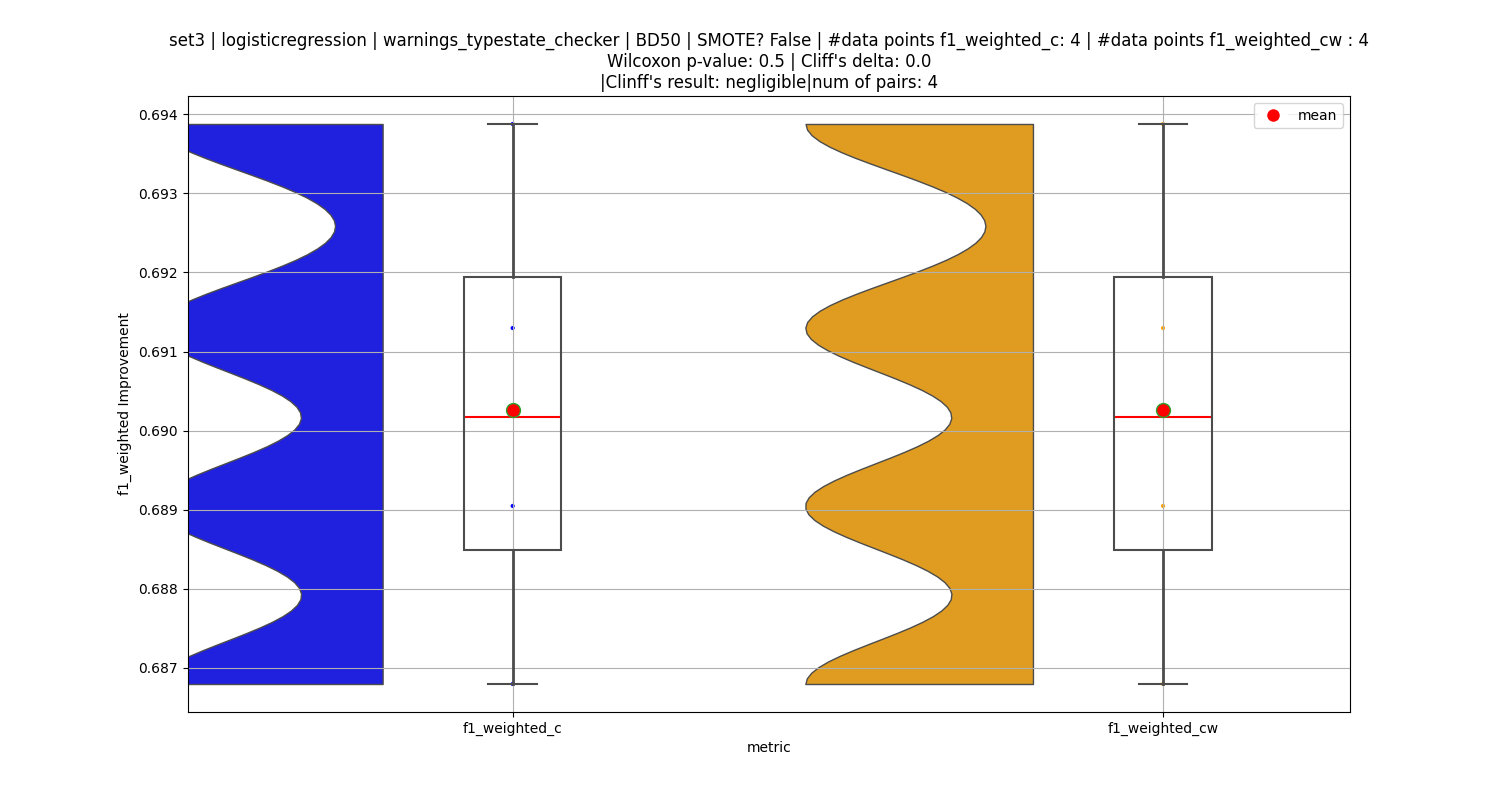 set3 | logisticregression | warnings_typestate_checker | BD50 | SMOTE? False | #data points f1_weighted_c: 4 | #data points f1_weighted_cw : 4
Wilcoxon p-value: 0.5 | Cliff's delta: 0.0
|Clinff's result: negligible|num of pairs: 4
mean
0.694
0.693
0.692
0.691
0.690
0.689
0.688
0.687
f1_weighted Improvement
f1_weighted_c
f1_weighted_cw
metric